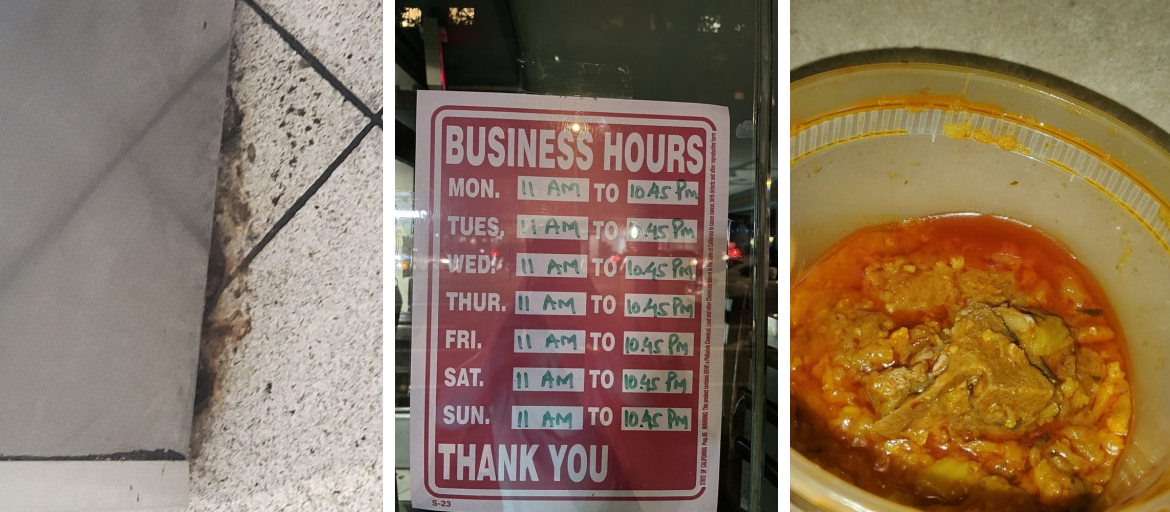 BUSINESS HOURS
MON. 11 AM TO 10.45 Pm
TUES. 11 AM TO 10.45 Pm
WED. 11 AM TO 10.45 Pm
THUR. 11 AM TO 10.45 Pm
FRI. 11 AM TO 10.45 Pm
SAT. 11 AM TO 10.45 Pm
SUN. 11 AM TO 10.45 Pm
THANK YOU
S-23